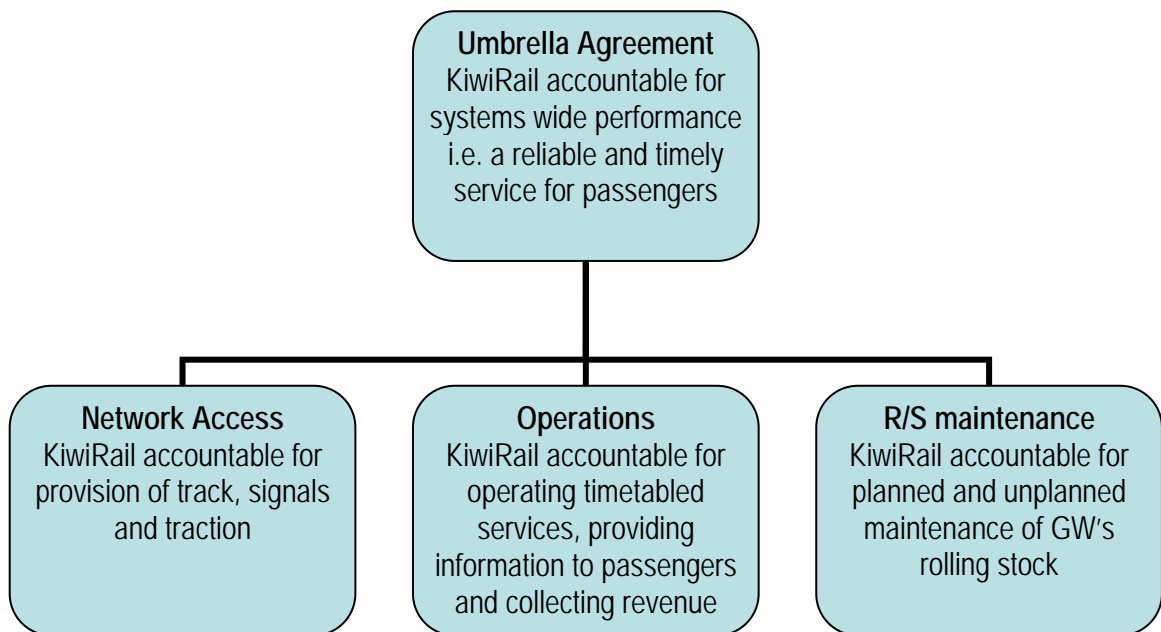 Umbrella Agreement
KiwiRail accountable for
systems wide performance
i.e. a reliable and timely
service for passengers
Network Access
KiwiRail accountable for
provision of track, signals
and traction
Operations
KiwiRail accountable for
operating timetabled
services, providing
information to passengers
and collecting revenue
R/S maintenance
KiwiRail accountable for
planned and unplanned
maintenance of GW's
rolling stock